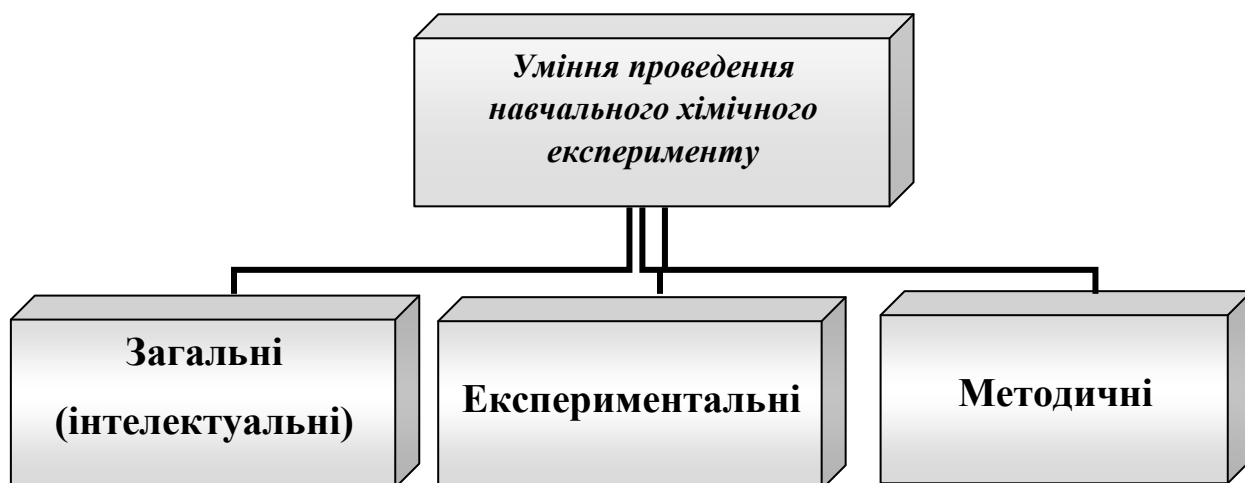 Уміння проведення
навчального хімічного
експерименту
Загальні
(інтелектуальні)
Експериментальні
Методичні